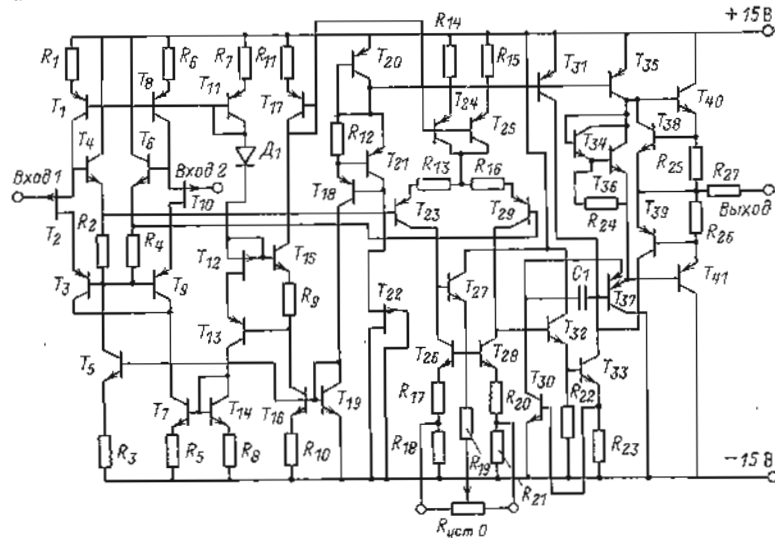 +15В
R14
R1
R6
R7
R11
T20
R15
T31
T35
T8
T11
T1
T17
T40
T24
T4
T6
T34
T38
R12
T25
Д1
T21
R25
R13
R16
T36
R27
Вход 1
Вход 2
T18
T10
T23
T29
R24
Выход
T2
R2
R4
T39
R26
T12
T15
C1
T41
T3
T9
R9
T22
T27
T37
T32
T13
T26
T28
T5
T30
T33
T7
T14
T16
T19
R17
R20
R22
R3
R5
R8
R10
R18
R19
R23
R21
-15В
Rуст 0